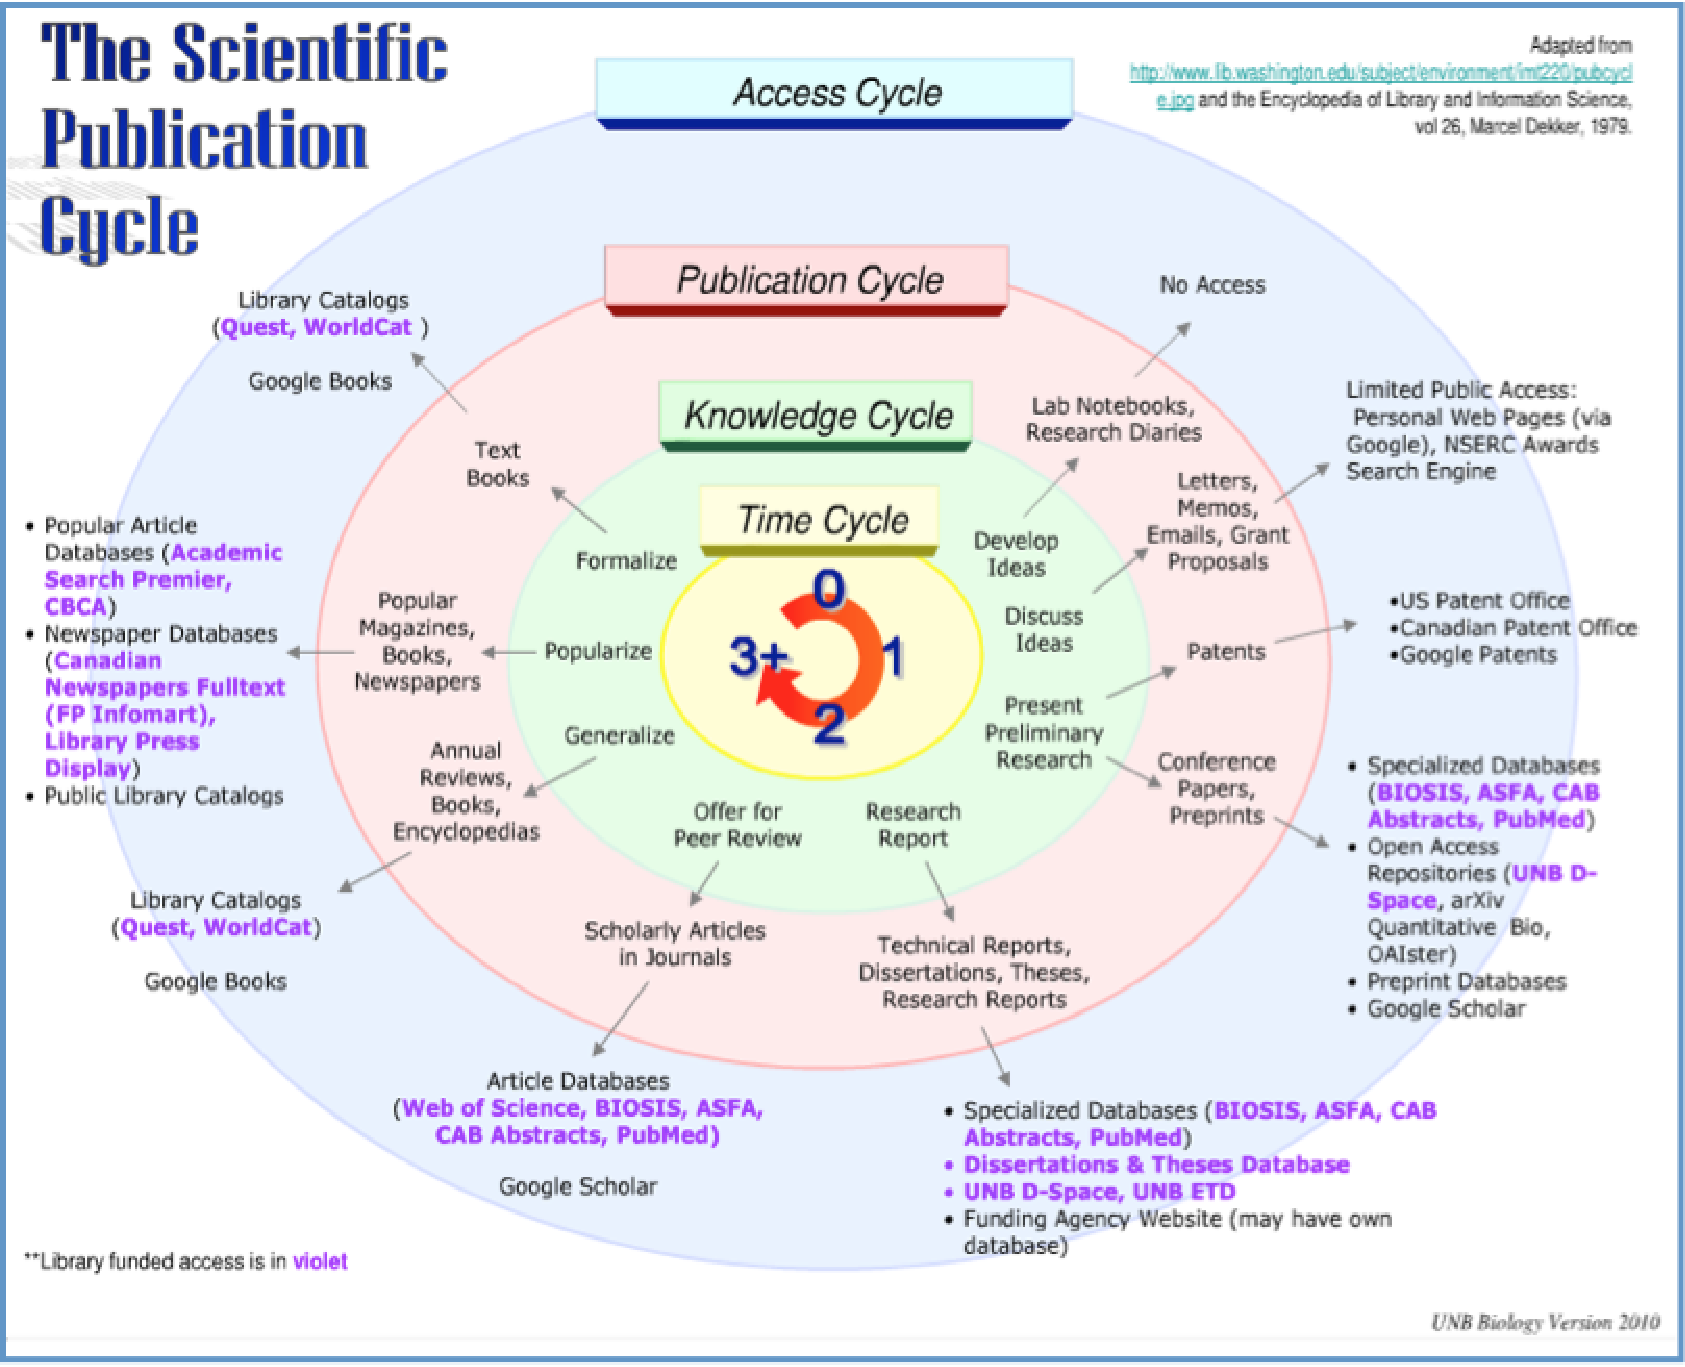 The Scientific
Publication
Cycle
Adapted from
http://www.lib.washington.edu/subject/environment/imt220/pubcycl
e.jpg and the Encyclopedia of Library and Information Science,
vol 26, Marcel Dekker, 1979.
Access Cycle
Publication Cycle
Knowledge Cycle
Time Cycle
0
1
2
3+
Develop
Ideas
Lab Notebooks,
Research Diaries
No Access
Discuss
Ideas
Letters,
Memos,
Emails, Grant
Proposals
Limited Public Access:
Personal Web Pages (via
Google), NSERC Awards
Search Engine
Present
Preliminary
Research
Patents
•US Patent Office
•Canadian Patent Office
•Google Patents
Conference
Papers,
Preprints
• Specialized Databases
(BIOSIS, ASFA, CAB
Abstracts, PubMed)
• Open Access
Repositories (UNB D-
Space, arXiv
Quantitative Bio,
OAIster)
• Preprint Databases
• Google Scholar
Research
Report
Technical Reports,
Dissertations, Theses,
Research Reports
• Specialized Databases (BIOSIS, ASFA, CAB
Abstracts, PubMed)
• Dissertations & Theses Database
• UNB D-Space, UNB ETD
• Funding Agency Website (may have own
database)
Offer for
Peer Review
Scholarly Articles
in Journals
Article Databases
(Web of Science, BIOSIS, ASFA,
CAB Abstracts, PubMed)
Google Scholar
Generalize
Annual
Reviews,
Books,
Encyclopedias
Library Catalogs
(Quest, WorldCat)
Google Books
Popularize
Popular
Magazines,
Books,
Newspapers
• Popular Article
Databases (Academic
Search Premier,
CBCA)
• Newspaper Databases
(Canadian
Newspapers Fulltext
(FP Infomart),
Library Press
Display)
• Public Library Catalogs
Formalize
Text
Books
Library Catalogs
(Quest, WorldCat )
Google Books
**Library funded access is in violet
UNB Biology Version 2010